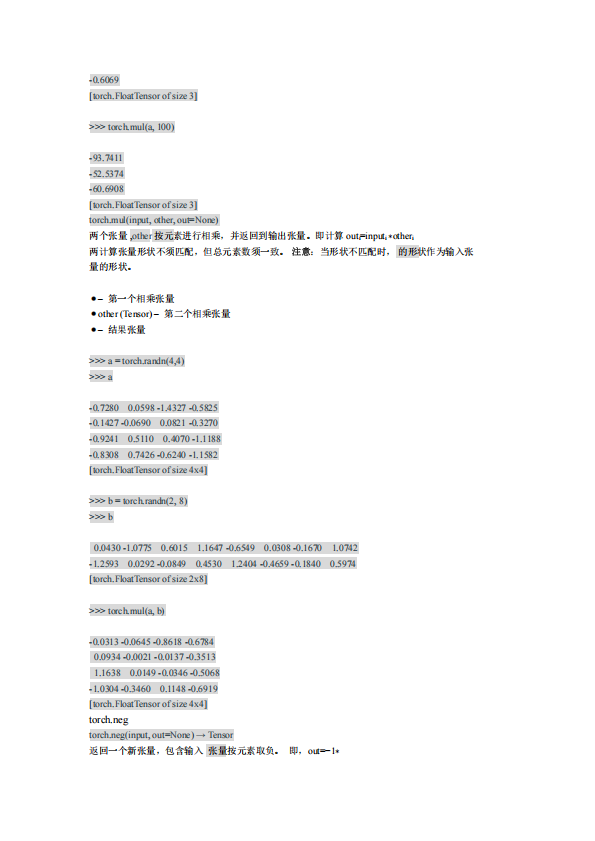 -0.6069
[torch.FloatTensor of size 3]
>>> torch.mul(a, 100)
-93.7411
-52.5374
-60.6908
[torch.FloatTensor of size 3]
torch.mul(input, other, out=None)
两个张量 ,other 按元素进行相乘，并返回到输出张量。即计算 outᵢ=inputᵢ∗otherᵢ
两计算张量形状不须匹配，但总元素数须一致。 注意：当形状不匹配时， 的形状作为输入张
量的形状。
●– 第一个相乘张量
●other (Tensor) – 第二个相乘张量
●– 结果张量
>>> a = torch.randn(4,4)
>>> a
-0.7280 0.0598 -1.4327 -0.5825
-0.1427 -0.0690 0.0821 -0.3270
-0.9241 0.5110 0.4070 -1.1188
-0.8308 0.7426 -0.6240 -1.1582
[torch.FloatTensor of size 4x4]
>>> b = torch.randn(2, 8)
>>> b
0.0430 -1.0775 0.6015 1.1647 -0.6549 0.0308 -0.1670 1.0742
-1.2593 0.0292 -0.0849 0.4530 1.2404 -0.4659 -0.1840 0.5974
[torch.FloatTensor of size 2x8]
>>> torch.mul(a, b)
-0.0313 -0.0645 -0.8618 -0.6784
0.0934 -0.0021 -0.0137 -0.3513
1.1638 0.0149 -0.0346 -0.5068
-1.0304 -0.3460 0.1148 -0.6919
[torch.FloatTensor of size 4x4]
torch.neg
torch.neg(input, out=None) → Tensor
返回一个新张量，包含输入 张量按元素取负。 即，out=−1∗